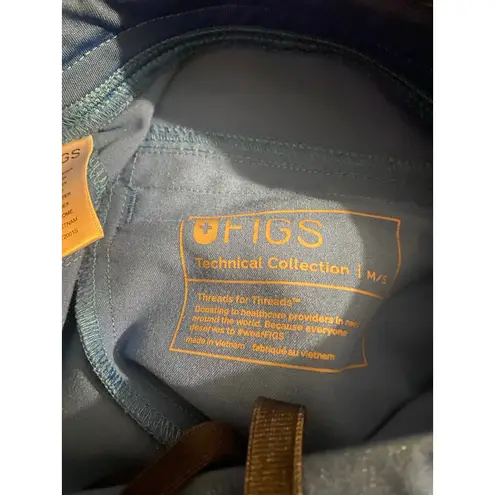 FIGS
Technical Collection | M/S
Threads for Threads™
Donating to healthcare providers in need
around the world. Because everyone
deserves to #wearFIGS
made in vietnam fabriqué au vietnam
GS